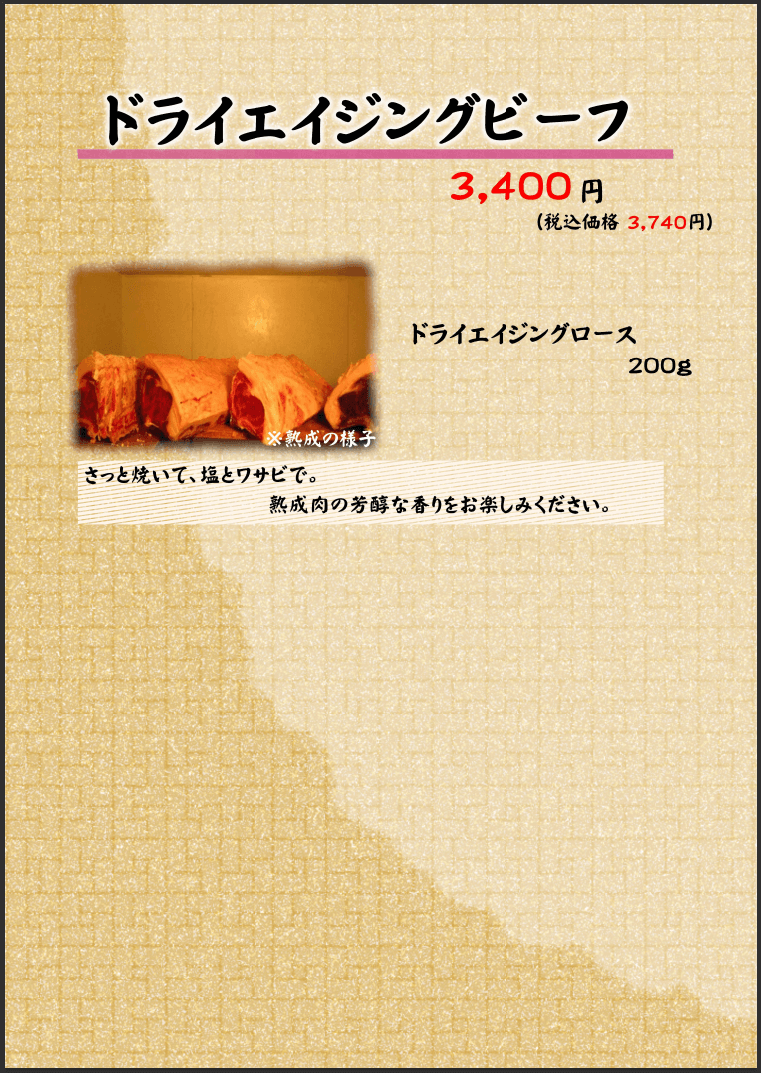 ドライエイジングビーフ
3,400 円
(税込価格 3,740円)
ドライエイジングロース
200g
※熟成の様子
さっと焼いて、塩とワサビで。
熟成肉の芳醇な香りをお楽しみください。